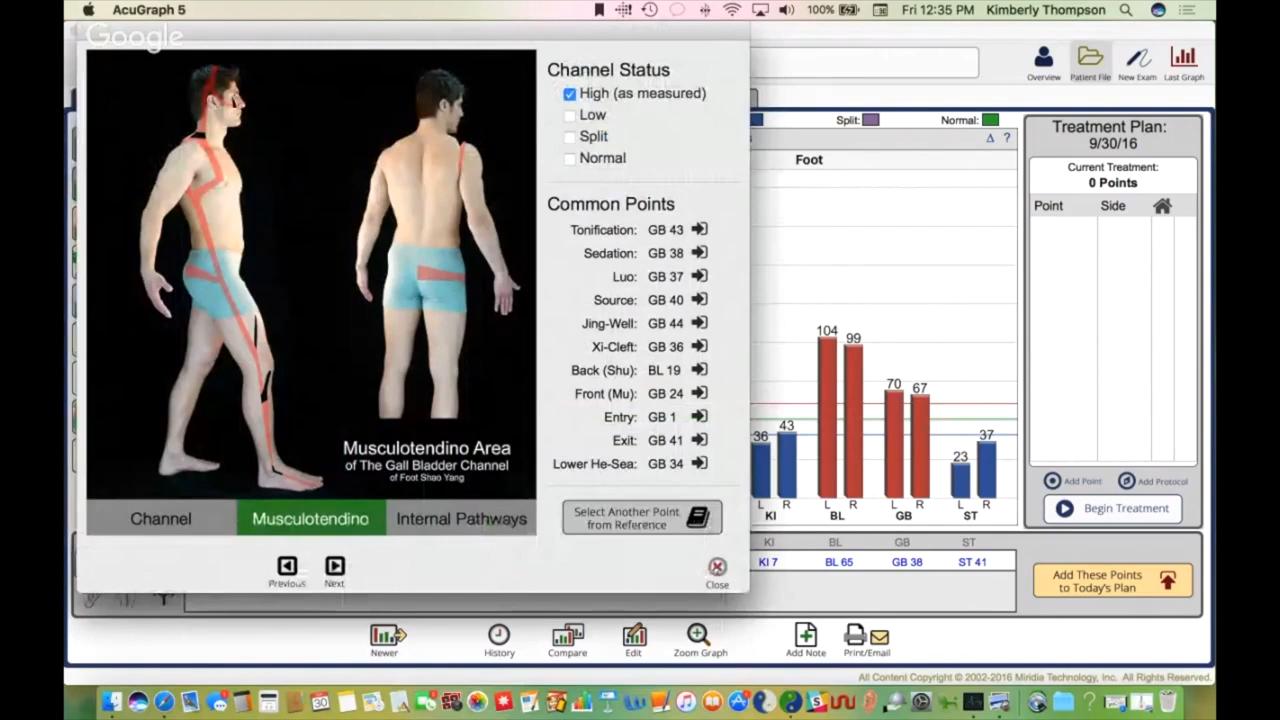 AcuGraph 5
100%
Fri 12:35 PM
Kimberly Thompson
Google
Overview
Patient File
New Exam
Last Graph
Channel Status
High (as measured)
Low
Split
Normal
Common Points
Tonification: GB 43
Sedation: GB 38
Luo: GB 37
Source: GB 40
Jing-Well: GB 44
Xi-Cleft: GB 36
Back (Shu): BL 19
Front (Mu): GB 24
Entry: GB 1
Exit: GB 41
Lower He-Sea: GB 34
Select Another Point
from Reference
Musculotendino Area
of The Gall Bladder Channel
of Foot Shao Yang
Channel
Musculotendino
Internal Pathways
Previous
Next
Close
Split:
Normal:
Δ ?
Foot
36
43
104
99
70
67
23
37
L R L R L R L R
KI BL GB ST
KI BL GB ST
KI 7 BL 65 GB 38 ST 41
Treatment Plan:
9/30/16
Current Treatment:
0 Points
Point Side
Add Point
Add Protocol
Begin Treatment
Add These Points
to Today's Plan
Newer
History
Compare
Edit
Zoom Graph
Add Note
Print/Email
All Content Copyright © 2002-2016 Miridia Technology, Inc. All Rights Reserved.
30